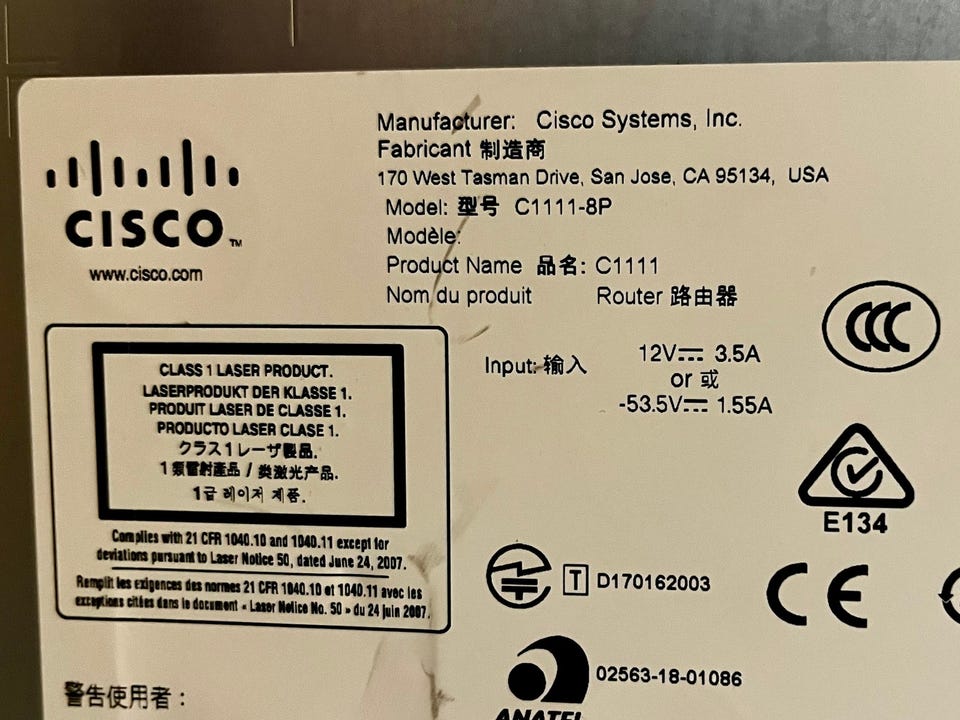 CISCO™
www.cisco.com
Manufacturer: Cisco Systems, Inc.
Fabricant 制造商
170 West Tasman Drive, San Jose, CA 95134, USA
Model: 型号 C1111-8P
Modèle:
Product Name 品名: C1111
Nom du produit Router 路由器
CCC
Input: 输入 12V⎓ 3.5A
or 或
-53.5V⎓ 1.55A
CLASS 1 LASER PRODUCT.
LASERPRODUKT DER KLASSE 1.
PRODUIT LASER DE CLASSE 1.
PRODUCTO LASER CLASE 1.
クラス1レーザ製品.
1類雷射產品 / 类激光产品.
1급 레이저 제품.
Complies with 21 CFR 1040.10 and 1040.11 except for
deviations pursuant to Laser Notice 50, dated June 24, 2007.
Remplit les exigences des normes 21 CFR 1040.10 et 1040.11 avec les
exceptions citées dans le document « Laser Notice No. 50 » du 24 juin 2007.
E134
T D170162003
CE
02563-18-01086
ANATEL
警告使用者：